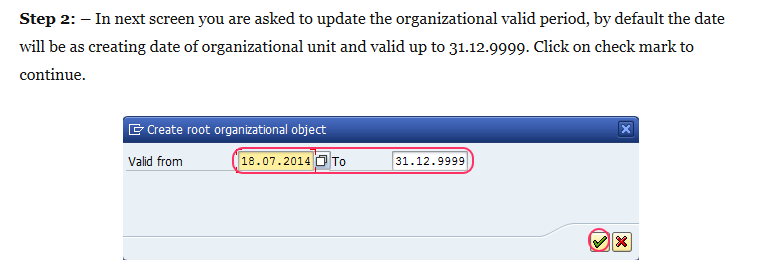 Step 2: – In next screen you are asked to update the organizational valid period, by default the date
will be as creating date of organizational unit and valid up to 31.12.9999. Click on check mark to
continue.
Create root organizational object
Valid from 18.07.2014 To 31.12.9999